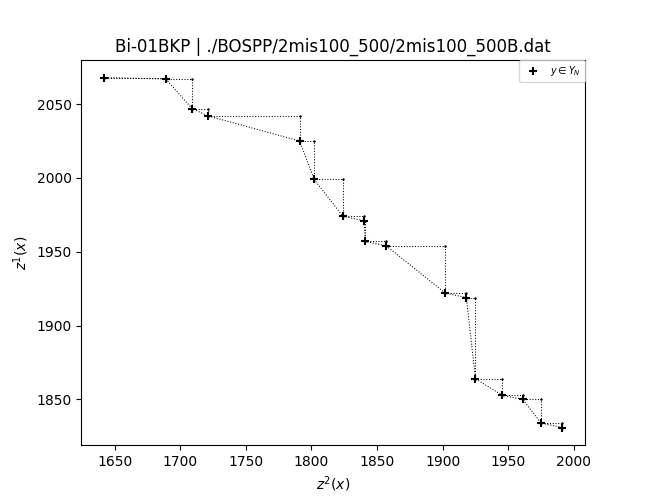 Bi-01BKP | ./BOSPP/2mis100_500/2mis100_500B.dat
y ∈ Y_N
2050
2000
1950
1900
1850
z^1(x)
1650 1700 1750 1800 1850 1900 1950 2000
z^2(x)